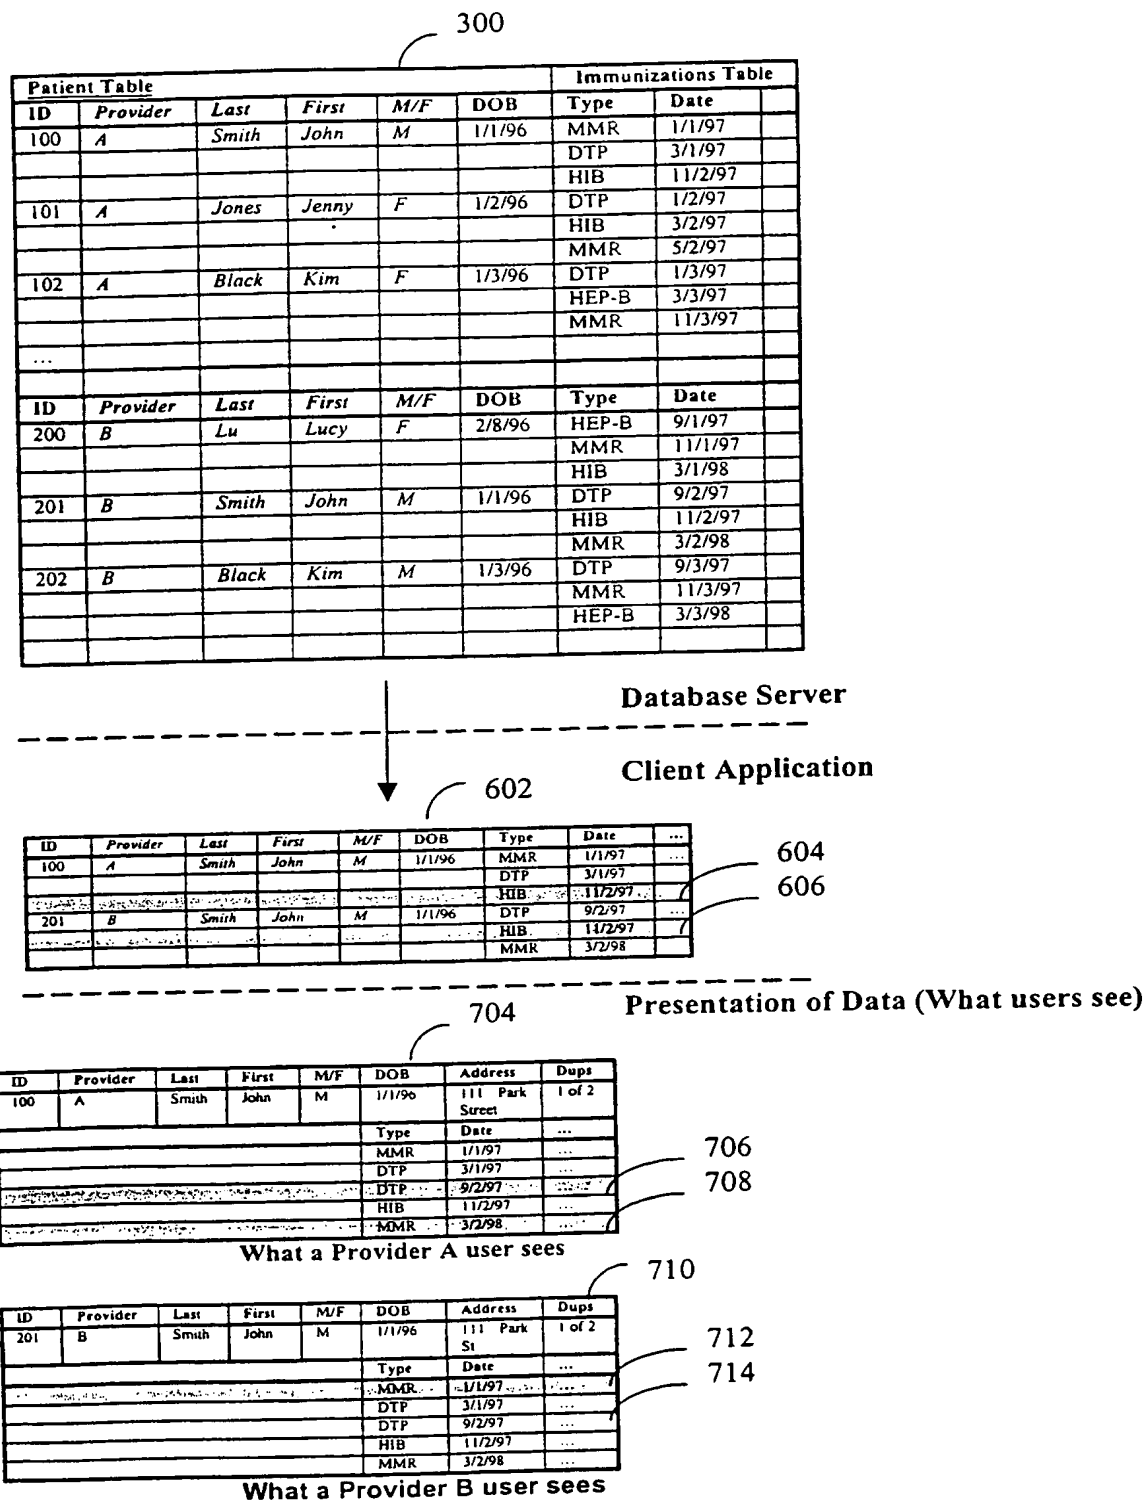 300
Patient Table Immunizations Table
ID Provider Last First M/F DOB Type Date
100 A Smith John M 1/1/96 MMR 1/1/97
DTP 3/1/97
HIB 11/2/97
101 A Jones Jenny F 1/2/96 DTP 1/2/97
HIB 3/2/97
MMR 5/2/97
102 A Black Kim F 1/3/96 DTP 1/3/97
HEP-B 3/3/97
MMR 11/3/97
...
ID Provider Last First M/F DOB Type Date
200 B Lu Lucy F 2/8/96 HEP-B 9/1/97
MMR 11/1/97
HIB 3/1/98
201 B Smith John M 1/1/96 DTP 9/2/97
HIB 11/2/97
MMR 3/2/98
202 B Black Kim M 1/3/96 DTP 9/3/97
MMR 11/3/97
HEP-B 3/3/98
Database Server
Client Application
602
ID Provider Last First M/F DOB Type Date ...
100 A Smith John M 1/1/96 MMR 1/1/97 ...
DTP 3/1/97
HIB 11/2/97 604
201 B Smith John M 1/1/96 DTP 9/2/97 ... 606
HIB 11/2/97
MMR 3/2/98
Presentation of Data (What users see)
704
ID Provider Last First M/F DOB Address Dups
100 A Smith John M 1/1/96 111 Park Street 1 of 2
Type Date ...
MMR 1/1/97 ...
DTP 3/1/97 ...
DTP 9/2/97 ... 706
HIB 11/2/97 ... 708
MMR 3/2/98 ...
What a Provider A user sees
710
ID Provider Last First M/F DOB Address Dups
201 B Smith John M 1/1/96 111 Park St 1 of 2
Type Date ... 712
MMR 1/1/97 ... 714
DTP 3/1/97 ...
DTP 9/2/97 ...
HIB 11/2/97 ...
MMR 3/2/98 ...
What a Provider B user sees